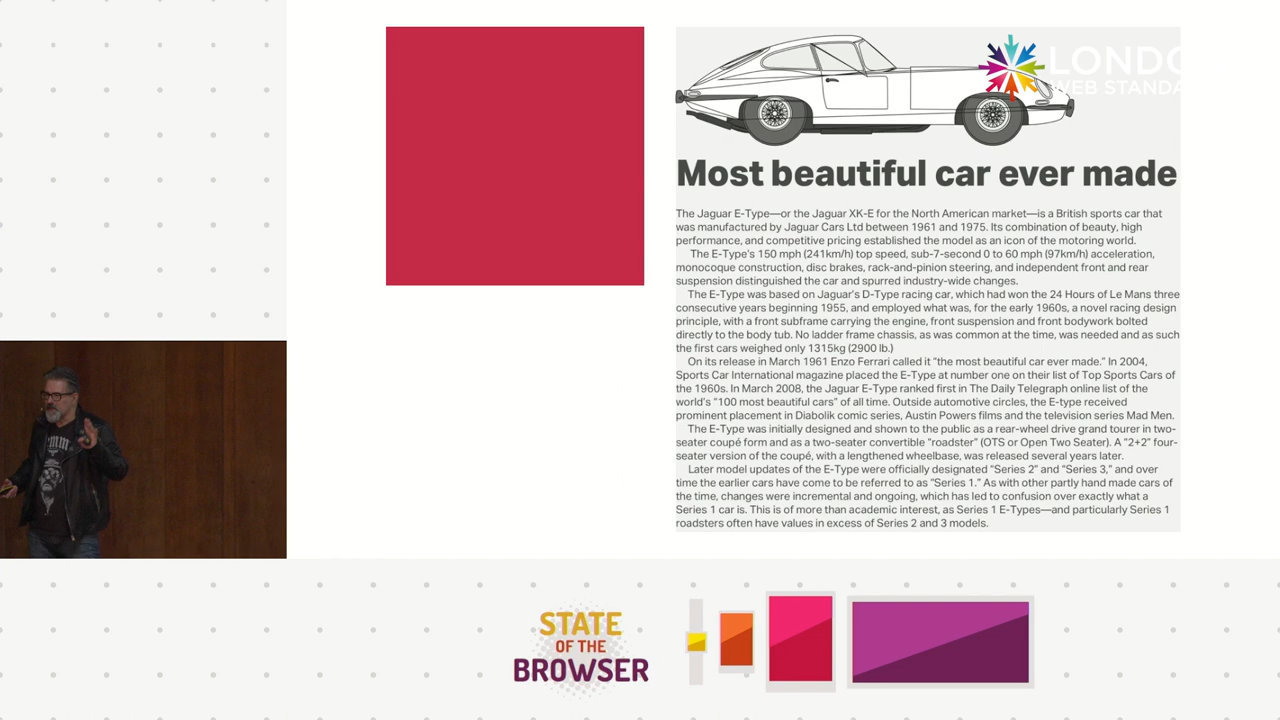 LONDO
WEB STANDA
Most beautiful car ever made
The Jaguar E-Type—or the Jaguar XK-E for the North American market—is a British sports car that
was manufactured by Jaguar Cars Ltd between 1961 and 1975. Its combination of beauty, high
performance, and competitive pricing established the model as an icon of the motoring world.
The E-Type's 150 mph (241km/h) top speed, sub-7-second 0 to 60 mph (97km/h) acceleration,
monocoque construction, disc brakes, rack-and-pinion steering, and independent front and rear
suspension distinguished the car and spurred industry-wide changes.
The E-Type was based on Jaguar's D-Type racing car, which had won the 24 Hours of Le Mans three
consecutive years beginning 1955, and employed what was, for the early 1960s, a novel racing design
principle, with a front subframe carrying the engine, front suspension and front bodywork bolted
directly to the body tub. No ladder frame chassis, as was common at the time, was needed and as such
the first cars weighed only 1315kg (2900 lb.)
On its release in March 1961 Enzo Ferrari called it “the most beautiful car ever made.” In 2004,
Sports Car International magazine placed the E-Type at number one on their list of Top Sports Cars of
the 1960s. In March 2008, the Jaguar E-Type ranked first in The Daily Telegraph online list of the
world's “100 most beautiful cars” of all time. Outside automotive circles, the E-type received
prominent placement in Diabolik comic series, Austin Powers films and the television series Mad Men.
The E-Type was initially designed and shown to the public as a rear-wheel drive grand tourer in two-
seater coupé form and as a two-seater convertible “roadster” (OTS or Open Two Seater). A “2+2” four-
seater version of the coupé, with a lengthened wheelbase, was released several years later.
Later model updates of the E-Type were officially designated “Series 2” and “Series 3,” and over
time the earlier cars have come to be referred to as “Series 1.” As with other partly hand made cars of
the time, changes were incremental and ongoing, which has led to confusion over exactly what a
Series 1 car is. This is of more than academic interest, as Series 1 E-Types—and particularly Series 1
roadsters often have values in excess of Series 2 and 3 models.
STATE
OF THE
BROWSER